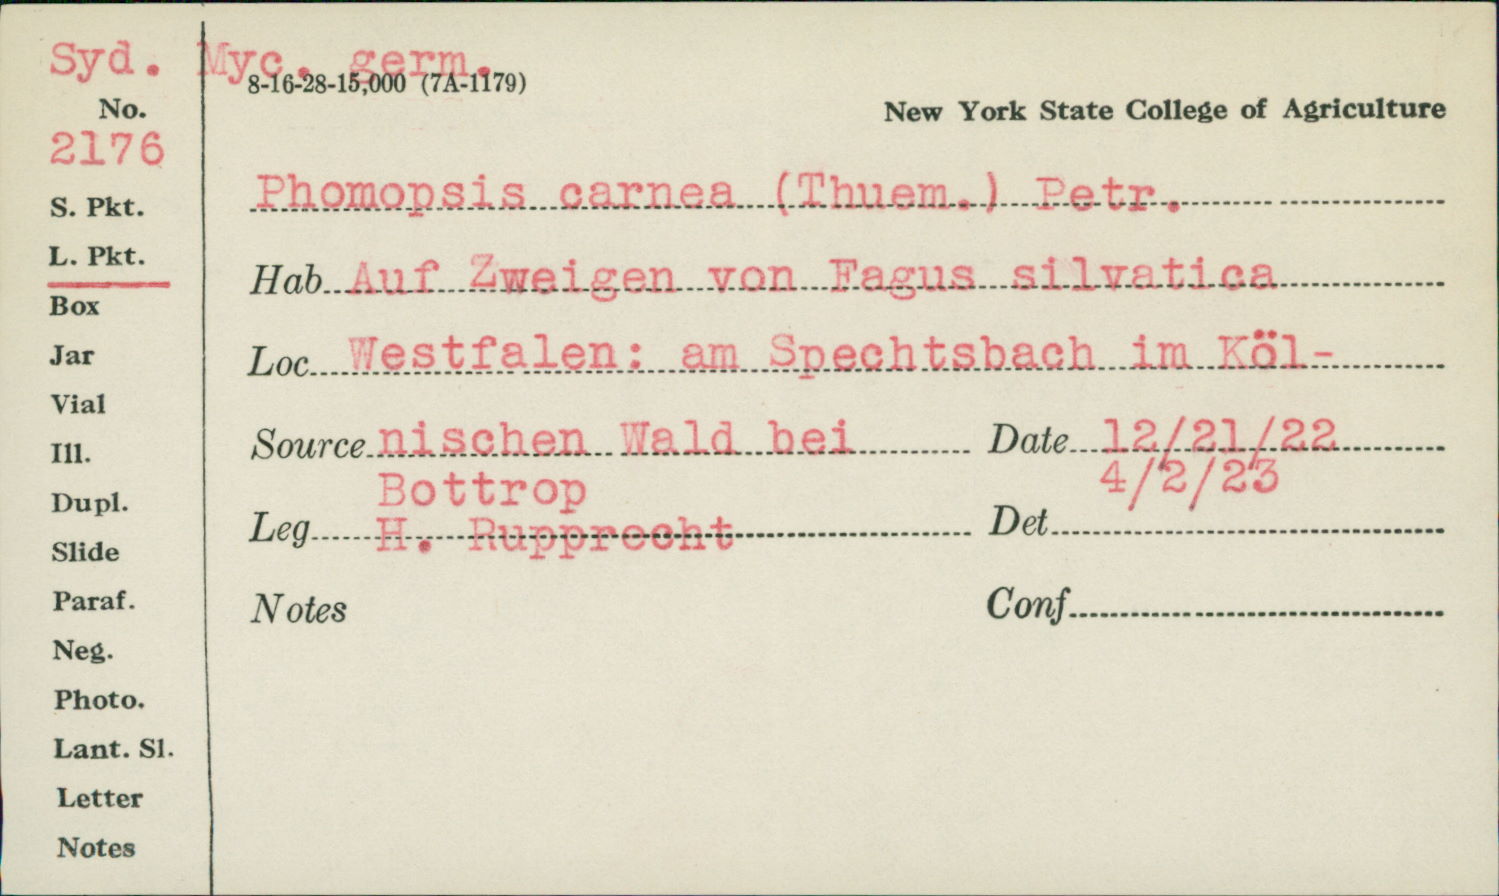 Syd. Myc. germ.
8-16-28-15,000 (7A-1179)
No.
New York State College of Agriculture
2176
Phomopsis carnea (Thuem.) Petr.
S. Pkt.
L. Pkt.
Hab. Auf Zweigen von Fagus silvatica
Box
Jar
Loc. Westfalen: am Spechtsbach im Köl-
Vial
Ill.
Source nischen Wald bei Date 12/21/22
Bottrop 4/2/23
Dupl.
Leg. H. Rupprecht Det.
Slide
Paraf.
Notes Conf.
Neg.
Photo.
Lant. Sl.
Letter
Notes